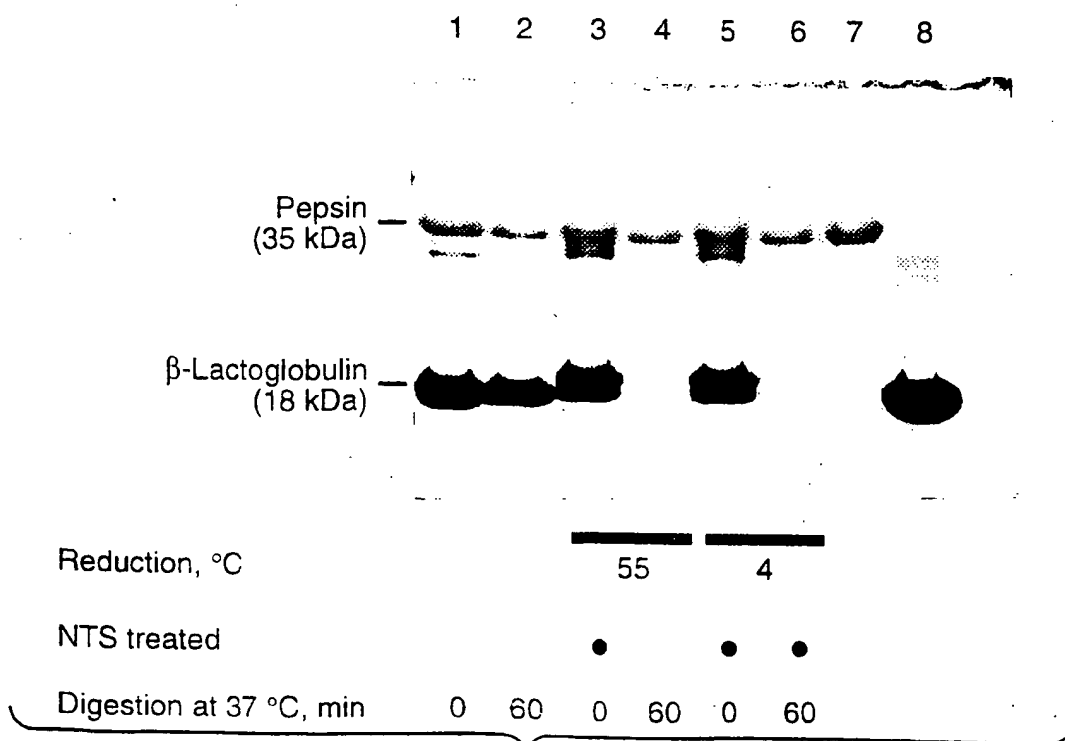 1 2 3 4 5 6 7 8
Pepsin
(35 kDa)
β-Lactoglobulin
(18 kDa)
Reduction, °C 55 4
NTS treated • • •
Digestion at 37 °C, min 0 60 0 60 0 60